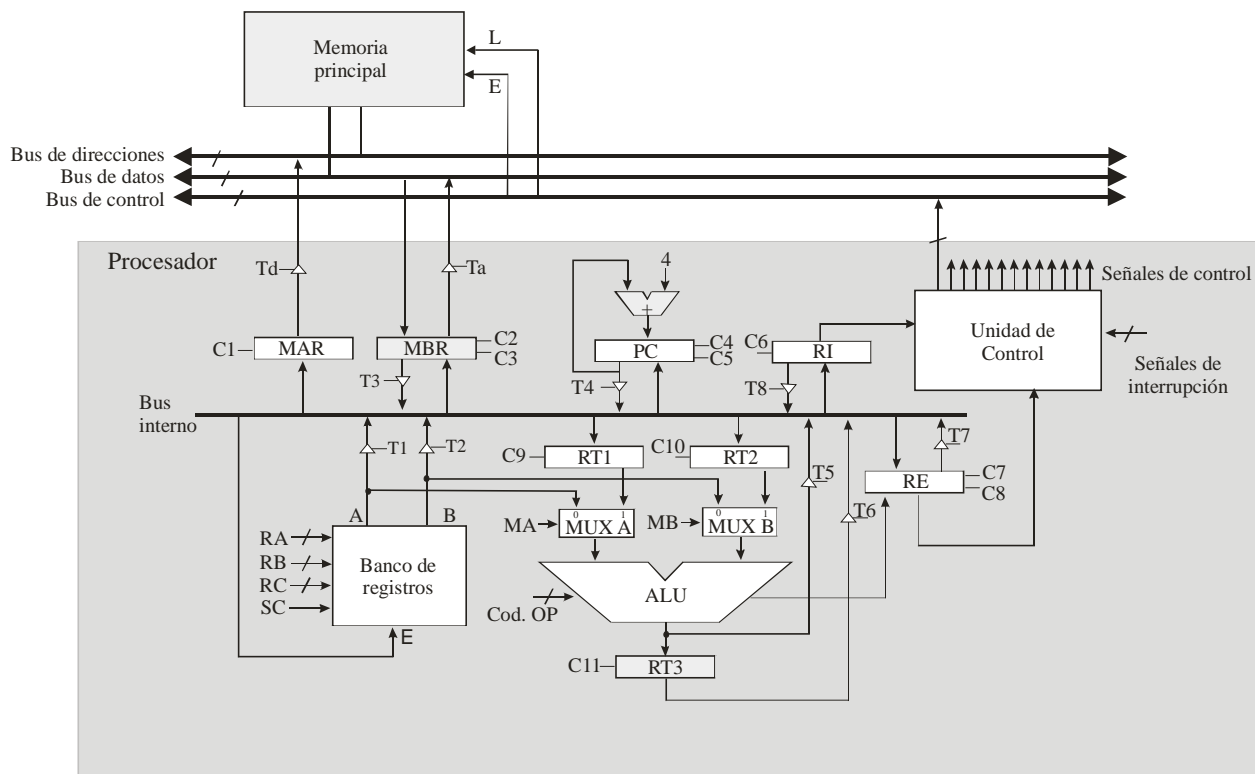 Memoria
principal
L
E
Bus de direcciones
Bus de datos
Bus de control
Procesador
Td
Ta
4
Señales de control
Unidad de
Control
Señales de
interrupción
C1
MAR
MBR
C2
C3
+
PC
C4
C5
C6
RI
T3
T4
T8
Bus
interno
T1
T2
C9
RT1
C10
RT2
T5
T7
RE
C7
C8
T6
A
B
MA
0 1
MUX A
MB
0 1
MUX B
RA
RB
RC
SC
Banco de
registros
E
ALU
Cod. OP
C11
RT3